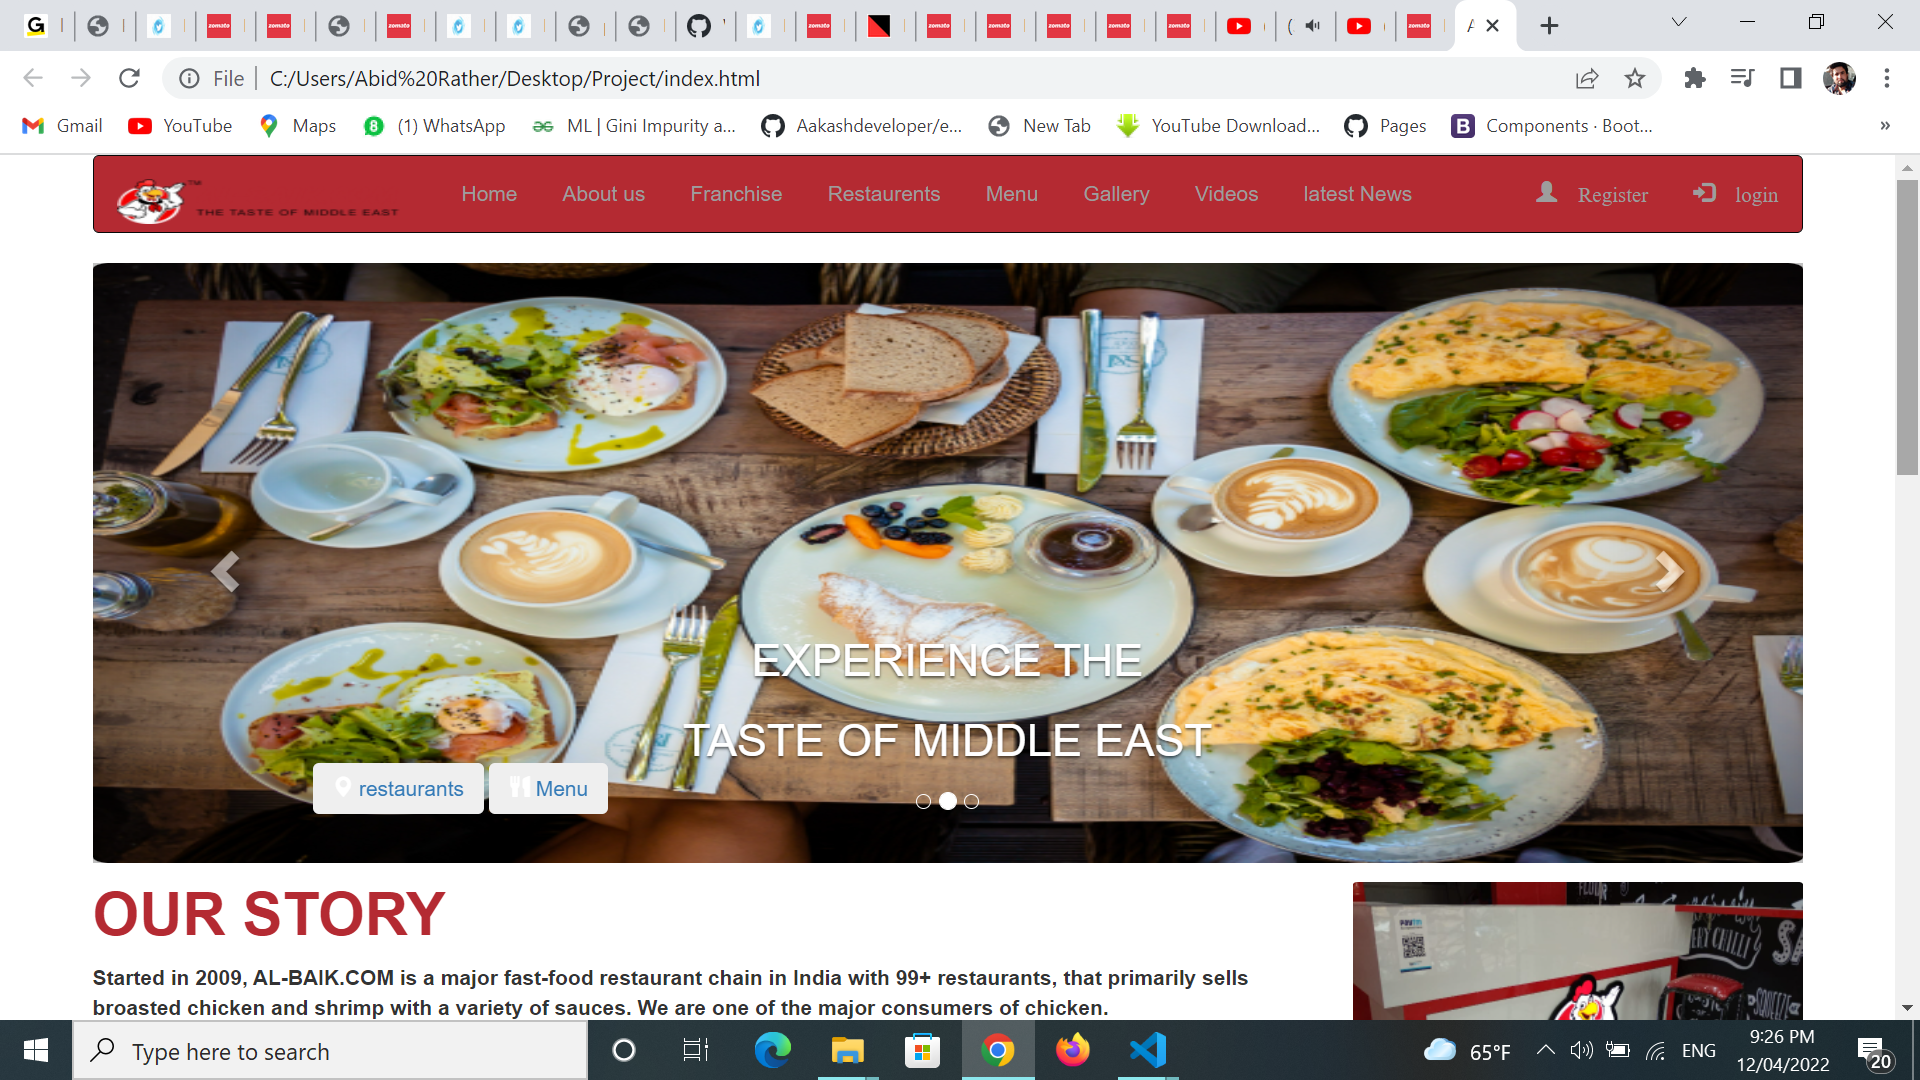 File C:/Users/Abid%20Rather/Desktop/Project/index.html
Gmail YouTube Maps (1) WhatsApp ML | Gini Impurity a... Aakashdeveloper/e... New Tab YouTube Download... Pages Components · Boot... »
THE TASTE OF MIDDLE EAST TM
Home About us Franchise Restaurents Menu Gallery Videos latest News Register login
EXPERIENCE THE
TASTE OF MIDDLE EAST
restaurants Menu
OUR STORY
Started in 2009, AL-BAIK.COM is a major fast-food restaurant chain in India with 99+ restaurants, that primarily sells
broasted chicken and shrimp with a variety of sauces. We are one of the major consumers of chicken.
Type here to search
65°F ENG
9:26 PM
12/04/2022
20